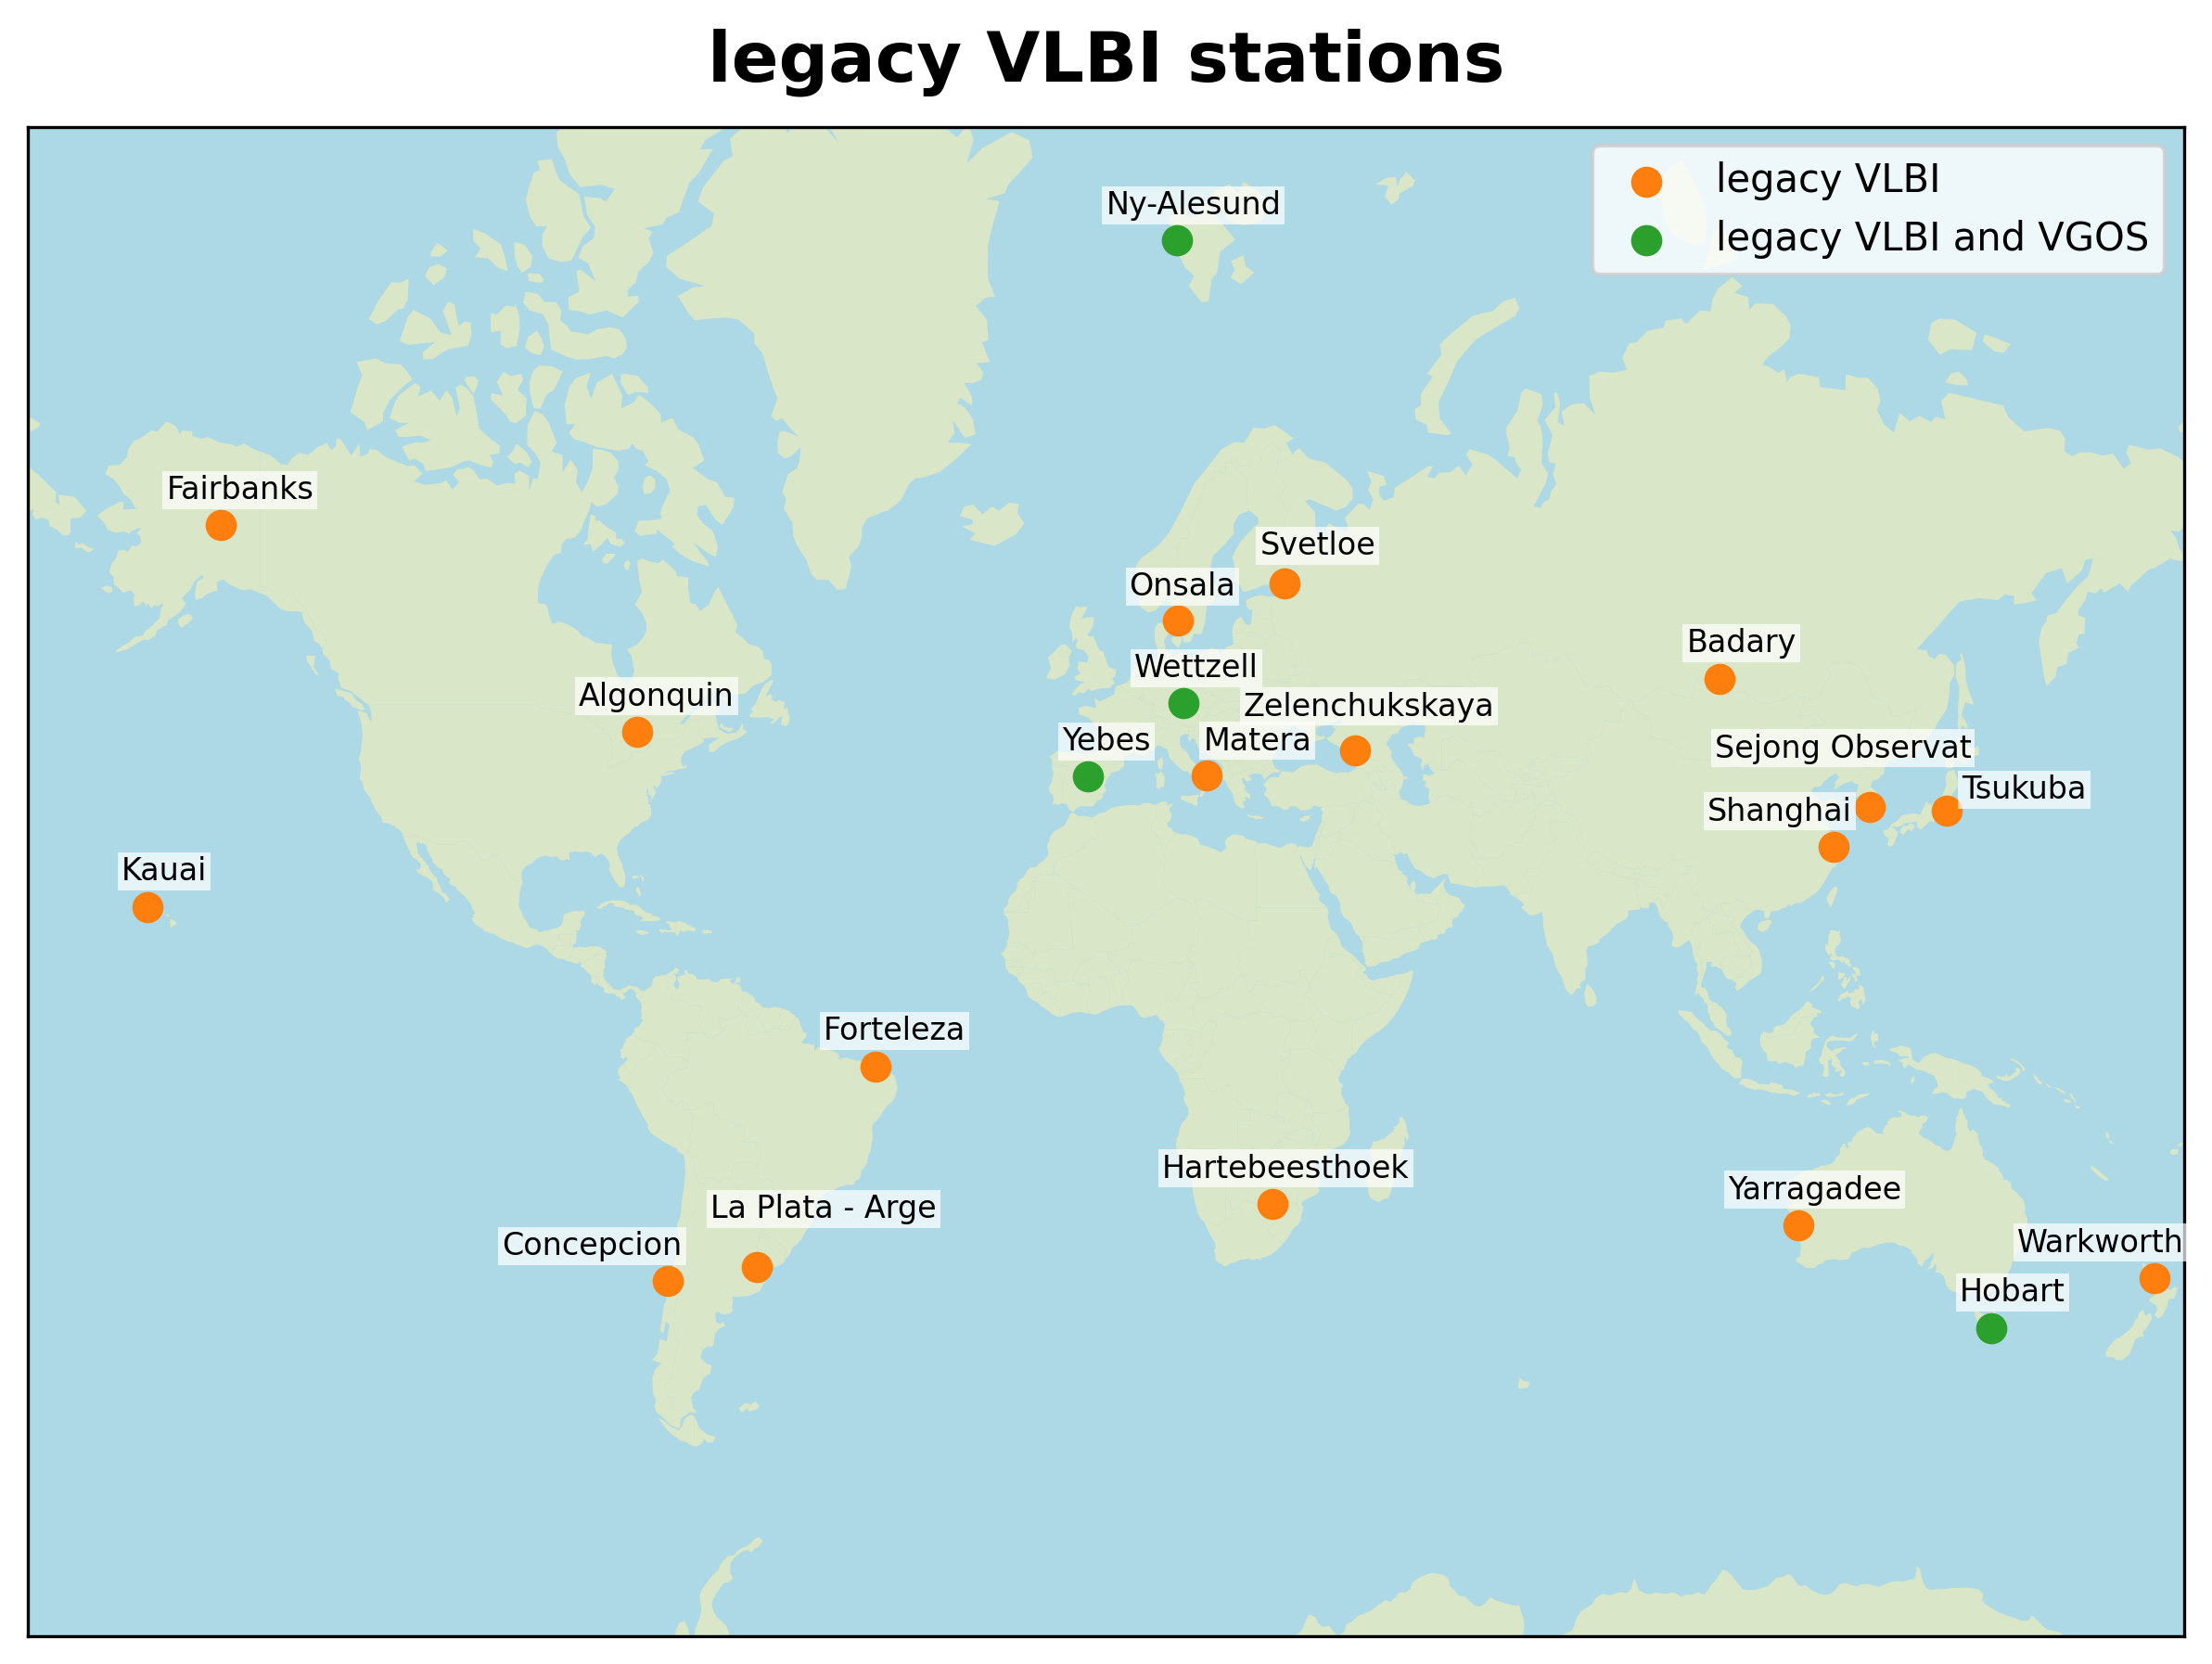 legacy VLBI stations
legacy VLBI
legacy VLBI and VGOS
Ny-Alesund
Fairbanks
Svetloe
Onsala
Badary
Wettzell
Algonquin
Zelenchukskaya
Yebes
Matera
Sejong Observat
Tsukuba
Shanghai
Kauai
Forteleza
Hartebeesthoek
Yarragadee
La Plata - Arge
Concepcion
Warkworth
Hobart